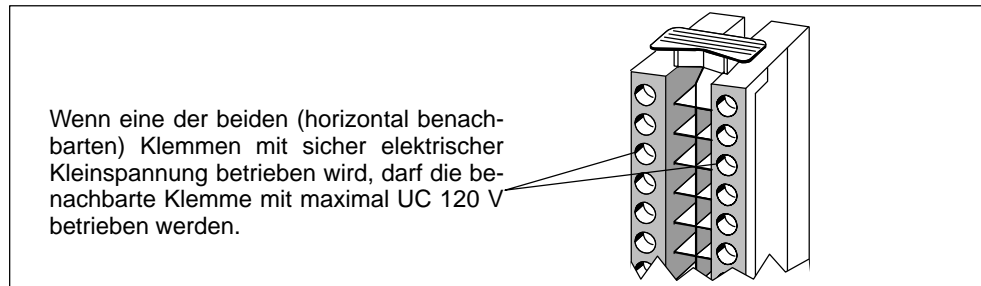 Wenn eine der beiden (horizontal benach-
barten) Klemmen mit sicher elektrischer
Kleinspannung betrieben wird, darf die be-
nachbarte Klemme mit maximal UC 120 V
betrieben werden.